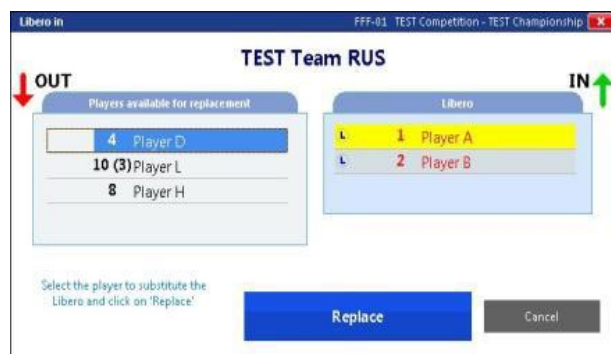 Libero in
FFF-01 TEST Competition - TEST Championship
TEST Team RUS
OUT
IN
Players available for replacement
4 Player D
10 (3) Player L
8 Player H
Libero
L 1 Player A
L 2 Player B
Select the player to substitute the
Libero and click on 'Replace'
Replace
Cancel